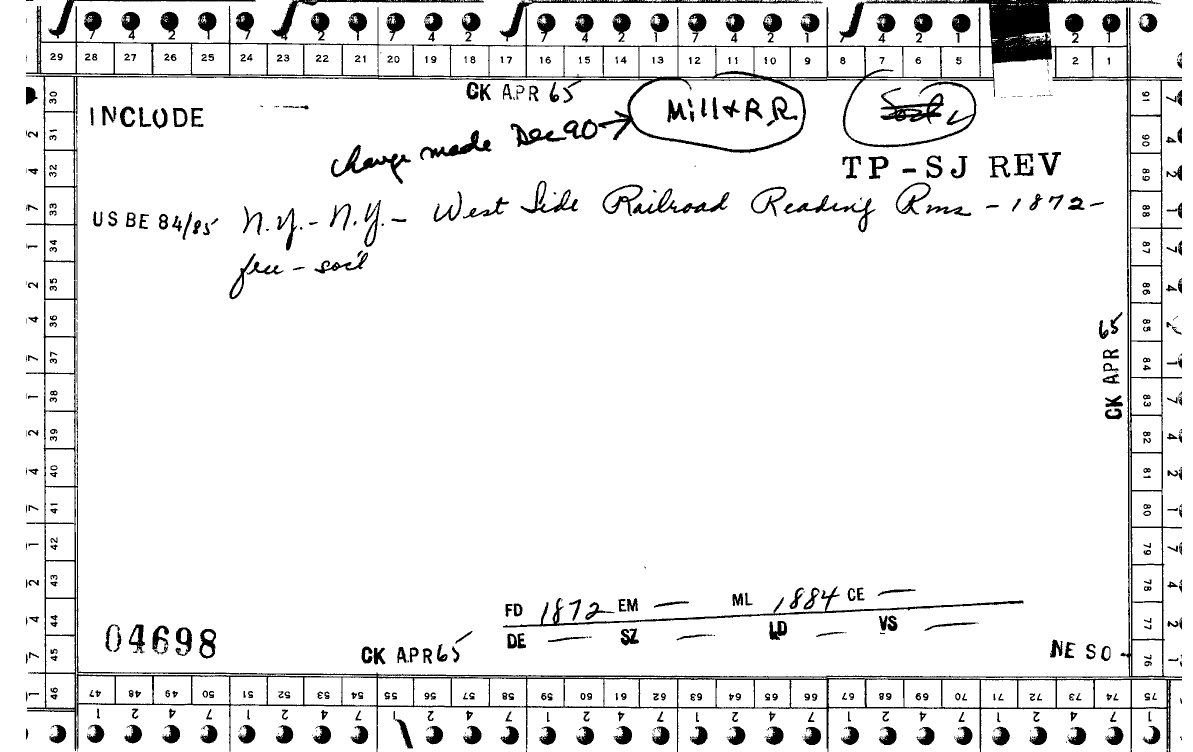 7 4 2 1 7 4 2 1 7 4 2 1 7 4 2 1 7 4 2 1 7 4 2 1 2 1
29 28 27 26 25 24 23 22 21 20 19 18 17 16 15 14 13 12 11 10 9 8 7 6 5 2 1
CK APR 65
INCLUDE
Mill & R.R.
change made Dec 90
TP-SJ REV
US BE 84/85 N.Y. - N.Y. - West Side Railroad Reading Rms - 1872 -
free - soc'l
CK APR 65
FD 1872 EM — ML 1884 CE —
DE — SZ — LD — VS —
04698
CK APR 65
NE SO -
30 31 32 33 34 35 36 37 38 39 40 41 42 43 44 45 46
47 48 49 50 51 52 53 54 55 56 57 58 59 60 61 62 63 64 65 66 67 68 69 70 71 72 73 74 75
1 2 4 7 1 2 4 7 1 2 4 7 1 2 4 7 1 2 4 7 1 2 4 7 1 2 4 7 1
91 90 89 88 87 86 85 84 83 82 81 80 79 78 77 76